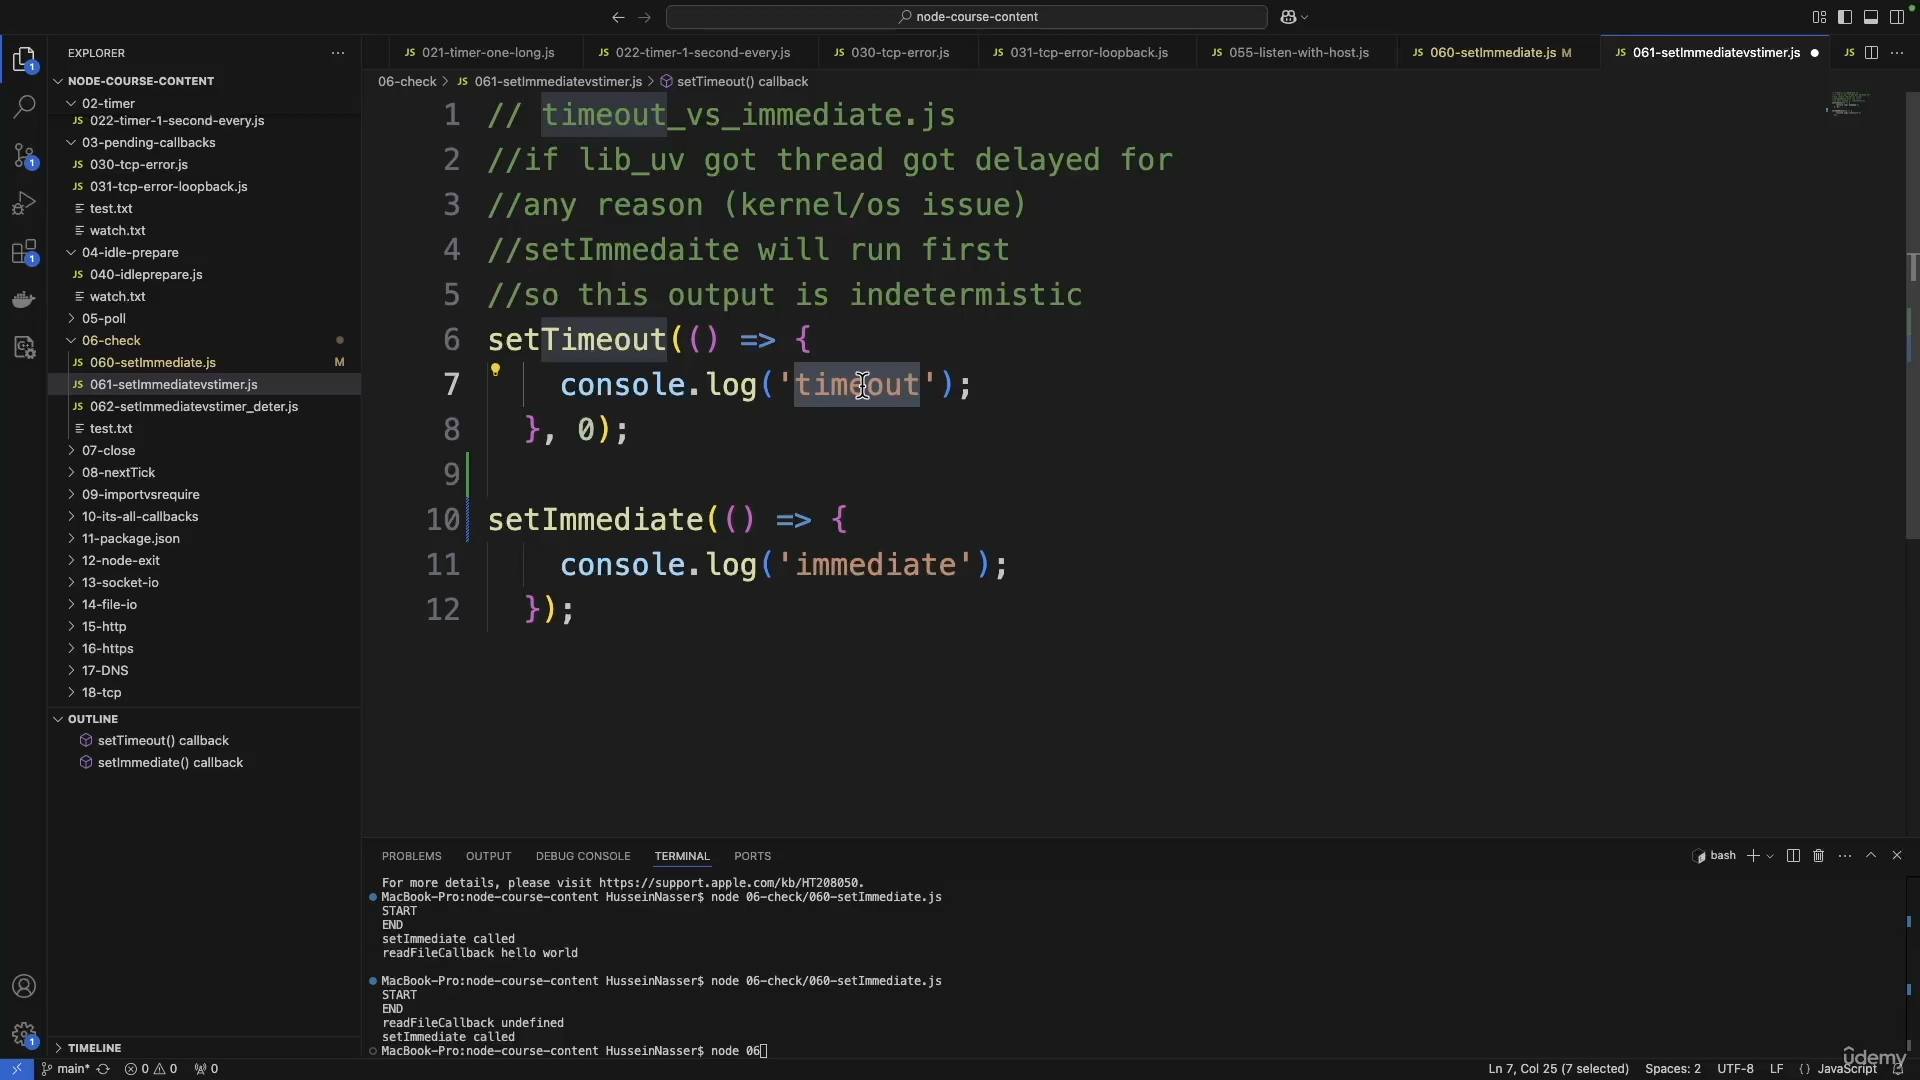 node-course-content
EXPLORER
021-timer-one-long.js
022-timer-1-second-every.js
030-tcp-error.js
031-tcp-error-loopback.js
055-listen-with-host.js
060-setImmediate.js M
061-setImmediatevstimer.js
JS
NODE-COURSE-CONTENT
06-check > JS 061-setImmediatevstimer.js > setTimeout() callback
02-timer
JS 022-timer-1-second-every.js
03-pending-callbacks
JS 030-tcp-error.js
JS 031-tcp-error-loopback.js
test.txt
watch.txt
04-idle-prepare
JS 040-idleprepare.js
watch.txt
05-poll
06-check
JS 060-setImmediate.js M
JS 061-setImmediatevstimer.js
JS 062-setImmediatevstimer_deter.js
test.txt
07-close
08-nextTick
09-importvsrequire
10-its-all-callbacks
11-package.json
12-node-exit
13-socket-io
14-file-io
15-http
16-https
17-DNS
18-tcp
OUTLINE
setTimeout() callback
setImmediate() callback
TIMELINE
1 // timeout_vs_immediate.js
2 //if lib_uv got thread got delayed for
3 //any reason (kernel/os issue)
4 //setImmedaite will run first
5 //so this output is indetermistic
6 setTimeout(() => {
7 console.log('timeout');
8 }, 0);
9
10 setImmediate(() => {
11 console.log('immediate');
12 });
PROBLEMS OUTPUT DEBUG CONSOLE TERMINAL PORTS
bash
For more details, please visit https://support.apple.com/kb/HT208050.
MacBook-Pro:node-course-content HusseinNasser$ node 06-check/060-setImmediate.js
START
END
setImmediate called
readFileCallback hello world
MacBook-Pro:node-course-content HusseinNasser$ node 06-check/060-setImmediate.js
START
END
readFileCallback undefined
setImmediate called
MacBook-Pro:node-course-content HusseinNasser$ node 06
main* 0 0 0
Ln 7, Col 25 (7 selected) Spaces: 2 UTF-8 LF {} JavaScript
udemy